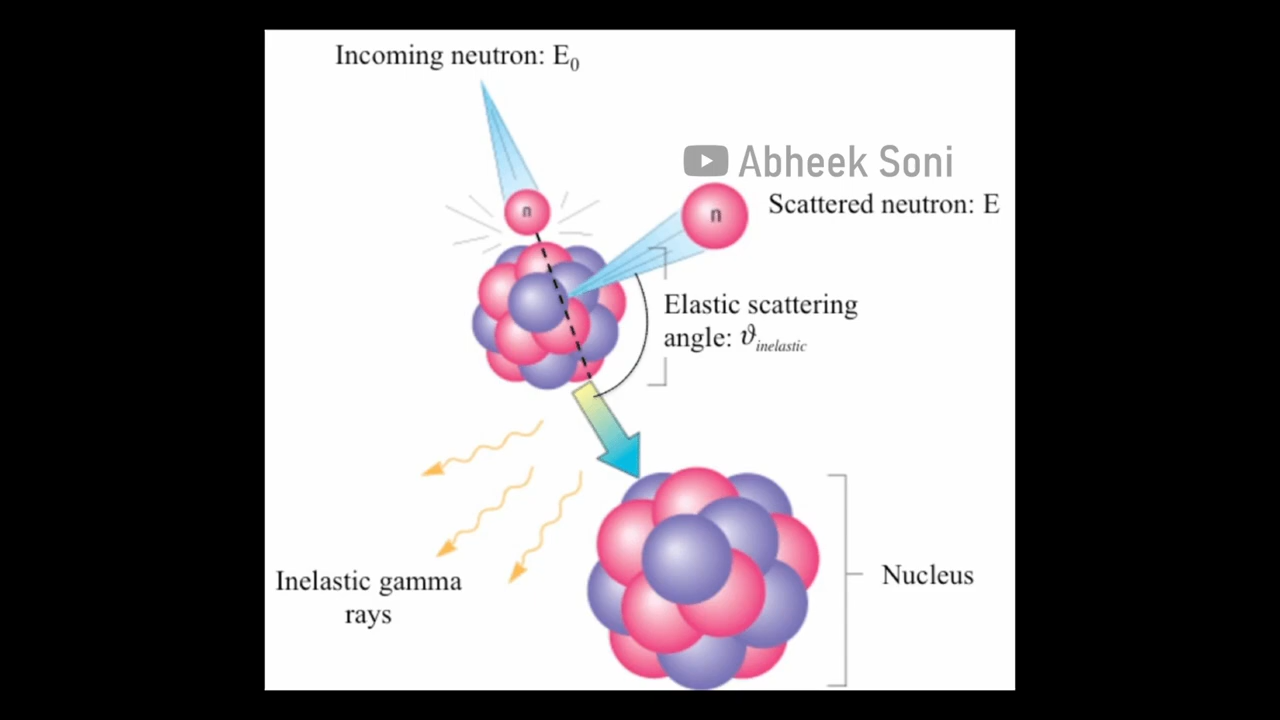 Incoming neutron: E₀
Abheek Soni
n
n
Scattered neutron: E
Elastic scattering
angle: ϑinelastic
Inelastic gamma
rays
Nucleus